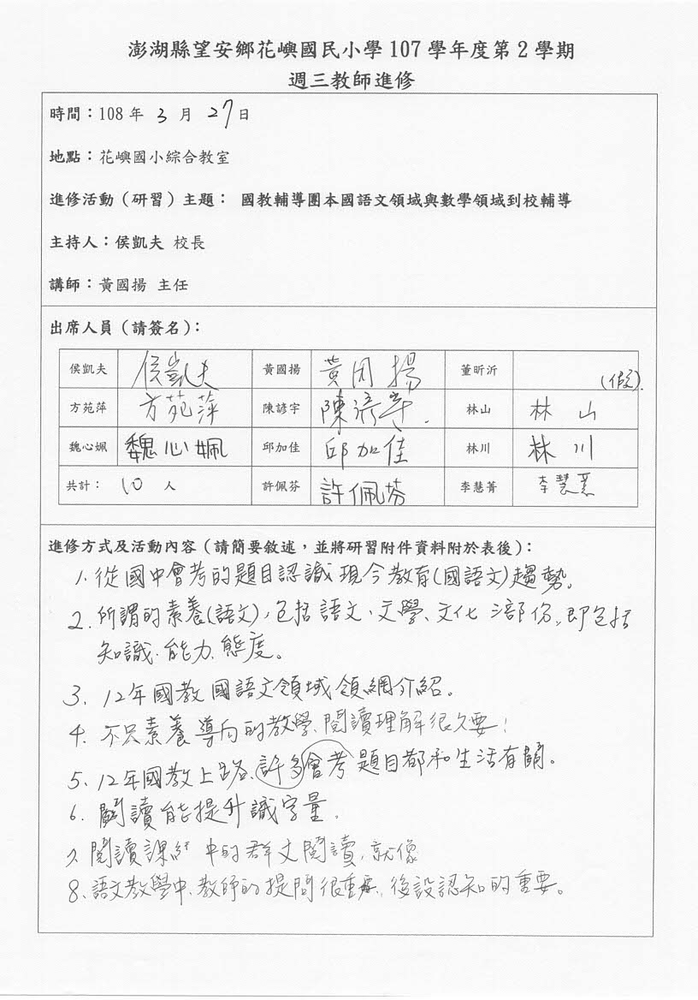 澎湖縣望安鄉花嶼國民小學 107 學年度第 2 學期
週三教師進修
時間：108 年 3 月 27 日
地點：花嶼國小綜合教室
進修活動（研習）主題： 國教輔導團本國語文領域與數學領域到校輔導
主持人：侯凱夫 校長
講師：黃國揚 主任
出席人員（請簽名）：
侯凱夫 侯凱夫 黃國揚 黃国揚 董昕沂 (假).
方苑萍 方苑萍 陳諺宇 陳諺宇. 林山 林山
魏心姵 魏心姵 邱加佳 邱加佳 林川 林川
共計： 10 人 許佩芬 許佩芬 李慧菁 李慧菁
進修方式及活動內容（請簡要敘述，並將研習附件資料附於表後）：
1. 從國中會考的題目認識現今教育(國語文)趨勢。
2. 所謂的素養(語文)，包括語文、文學、文化三部份，即包括
知識、能力、態度。
3. 12年國教國語文領域領綱介紹。
4. 不只素養導向的教學、閱讀理解很欠要！
5. 12年國教上路、許多會考題目都和生活有關。
6. 閱讀能提升識字量.
7. 閱讀課 中的群文閱讀，就像
8. 語文教學中、教師的提問很重要，後設認知的重要。